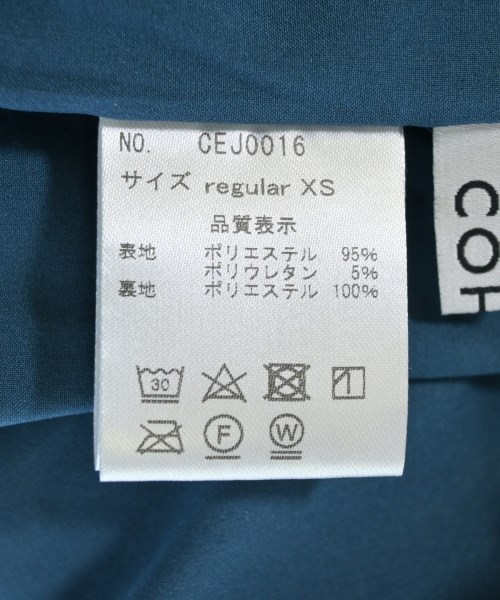 NO. CEJ0016
サイズ regular XS
品質表示
表地 ポリエステル 95%
ポリウレタン 5%
裏地 ポリエステル 100%
30
F W
COH